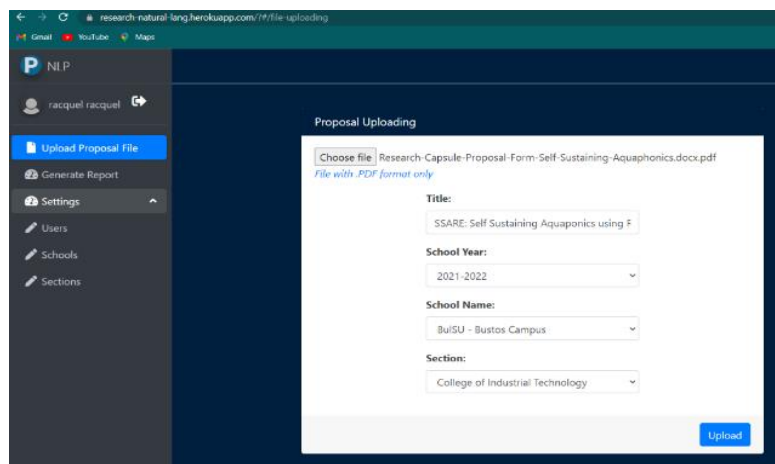 research-natural-lang.herokuapp.com/?#/file-uploading
Gmail YouTube Maps
P NLP
racquel racquel
Upload Proposal File
Generate Report
Settings
Users
Schools
Sections
Proposal Uploading
Choose file Research-Capsule-Proposal-Form-Self-Sustaining-Aquaphonics.docx.pdf
File with .PDF format only
Title:
SSARE: Self Sustaining Aquaponics using F
School Year:
2021-2022
School Name:
BulSU - Bustos Campus
Section:
College of Industrial Technology
Upload